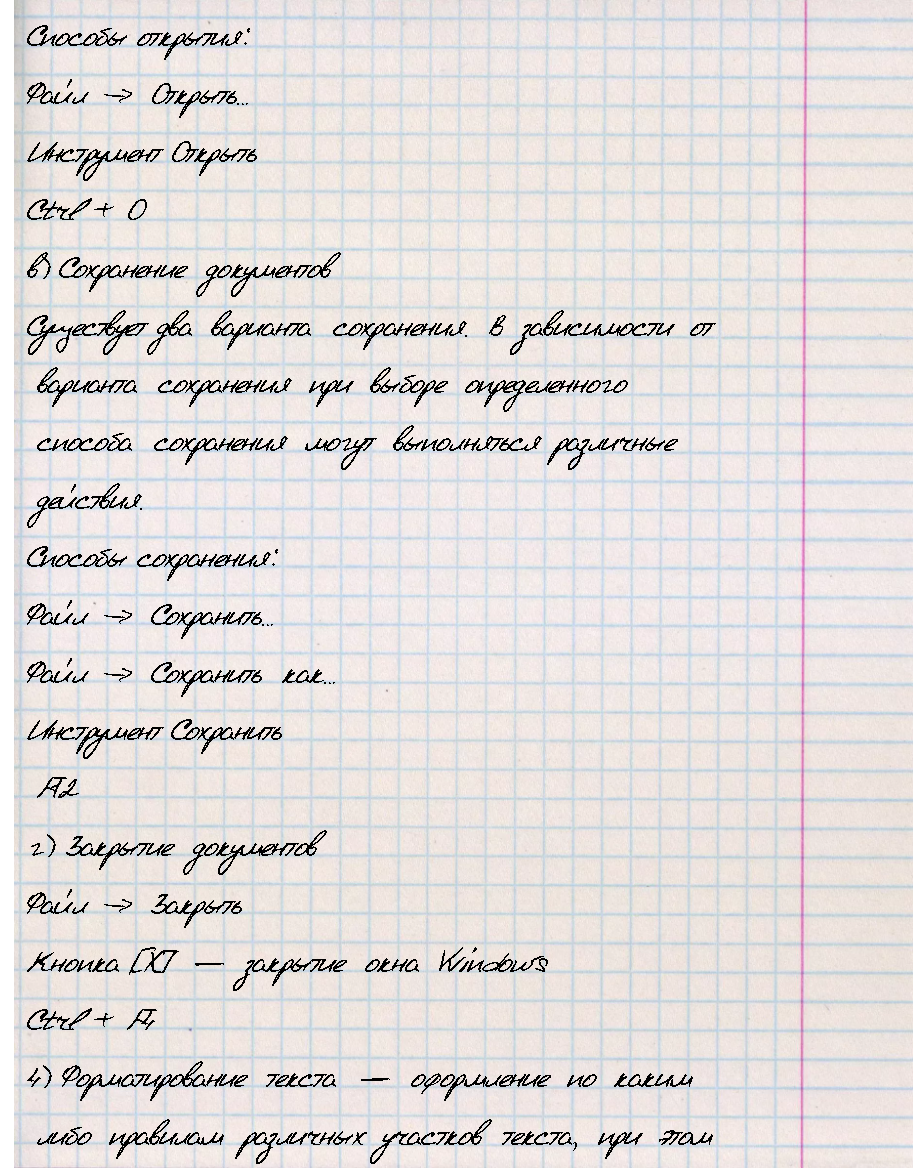 Способы открытия:
Файл → Открыть...
Инструмент Открыть
Ctrl + O
в) Сохранение документов
Существует два варианта сохранения. В зависимости от
варианта сохранения при выборе определенного
способа сохранения могут выполняться различные
действия.
Способы сохранения:
Файл → Сохранить...
Файл → Сохранить как...
Инструмент Сохранить
F12
г) Закрытие документов
Файл → Закрыть
Кнопка [X] — закрытие окна Windows
Ctrl + F4
4) Форматирование текста — оформление по каким
либо правилам различных участков текста, при этом